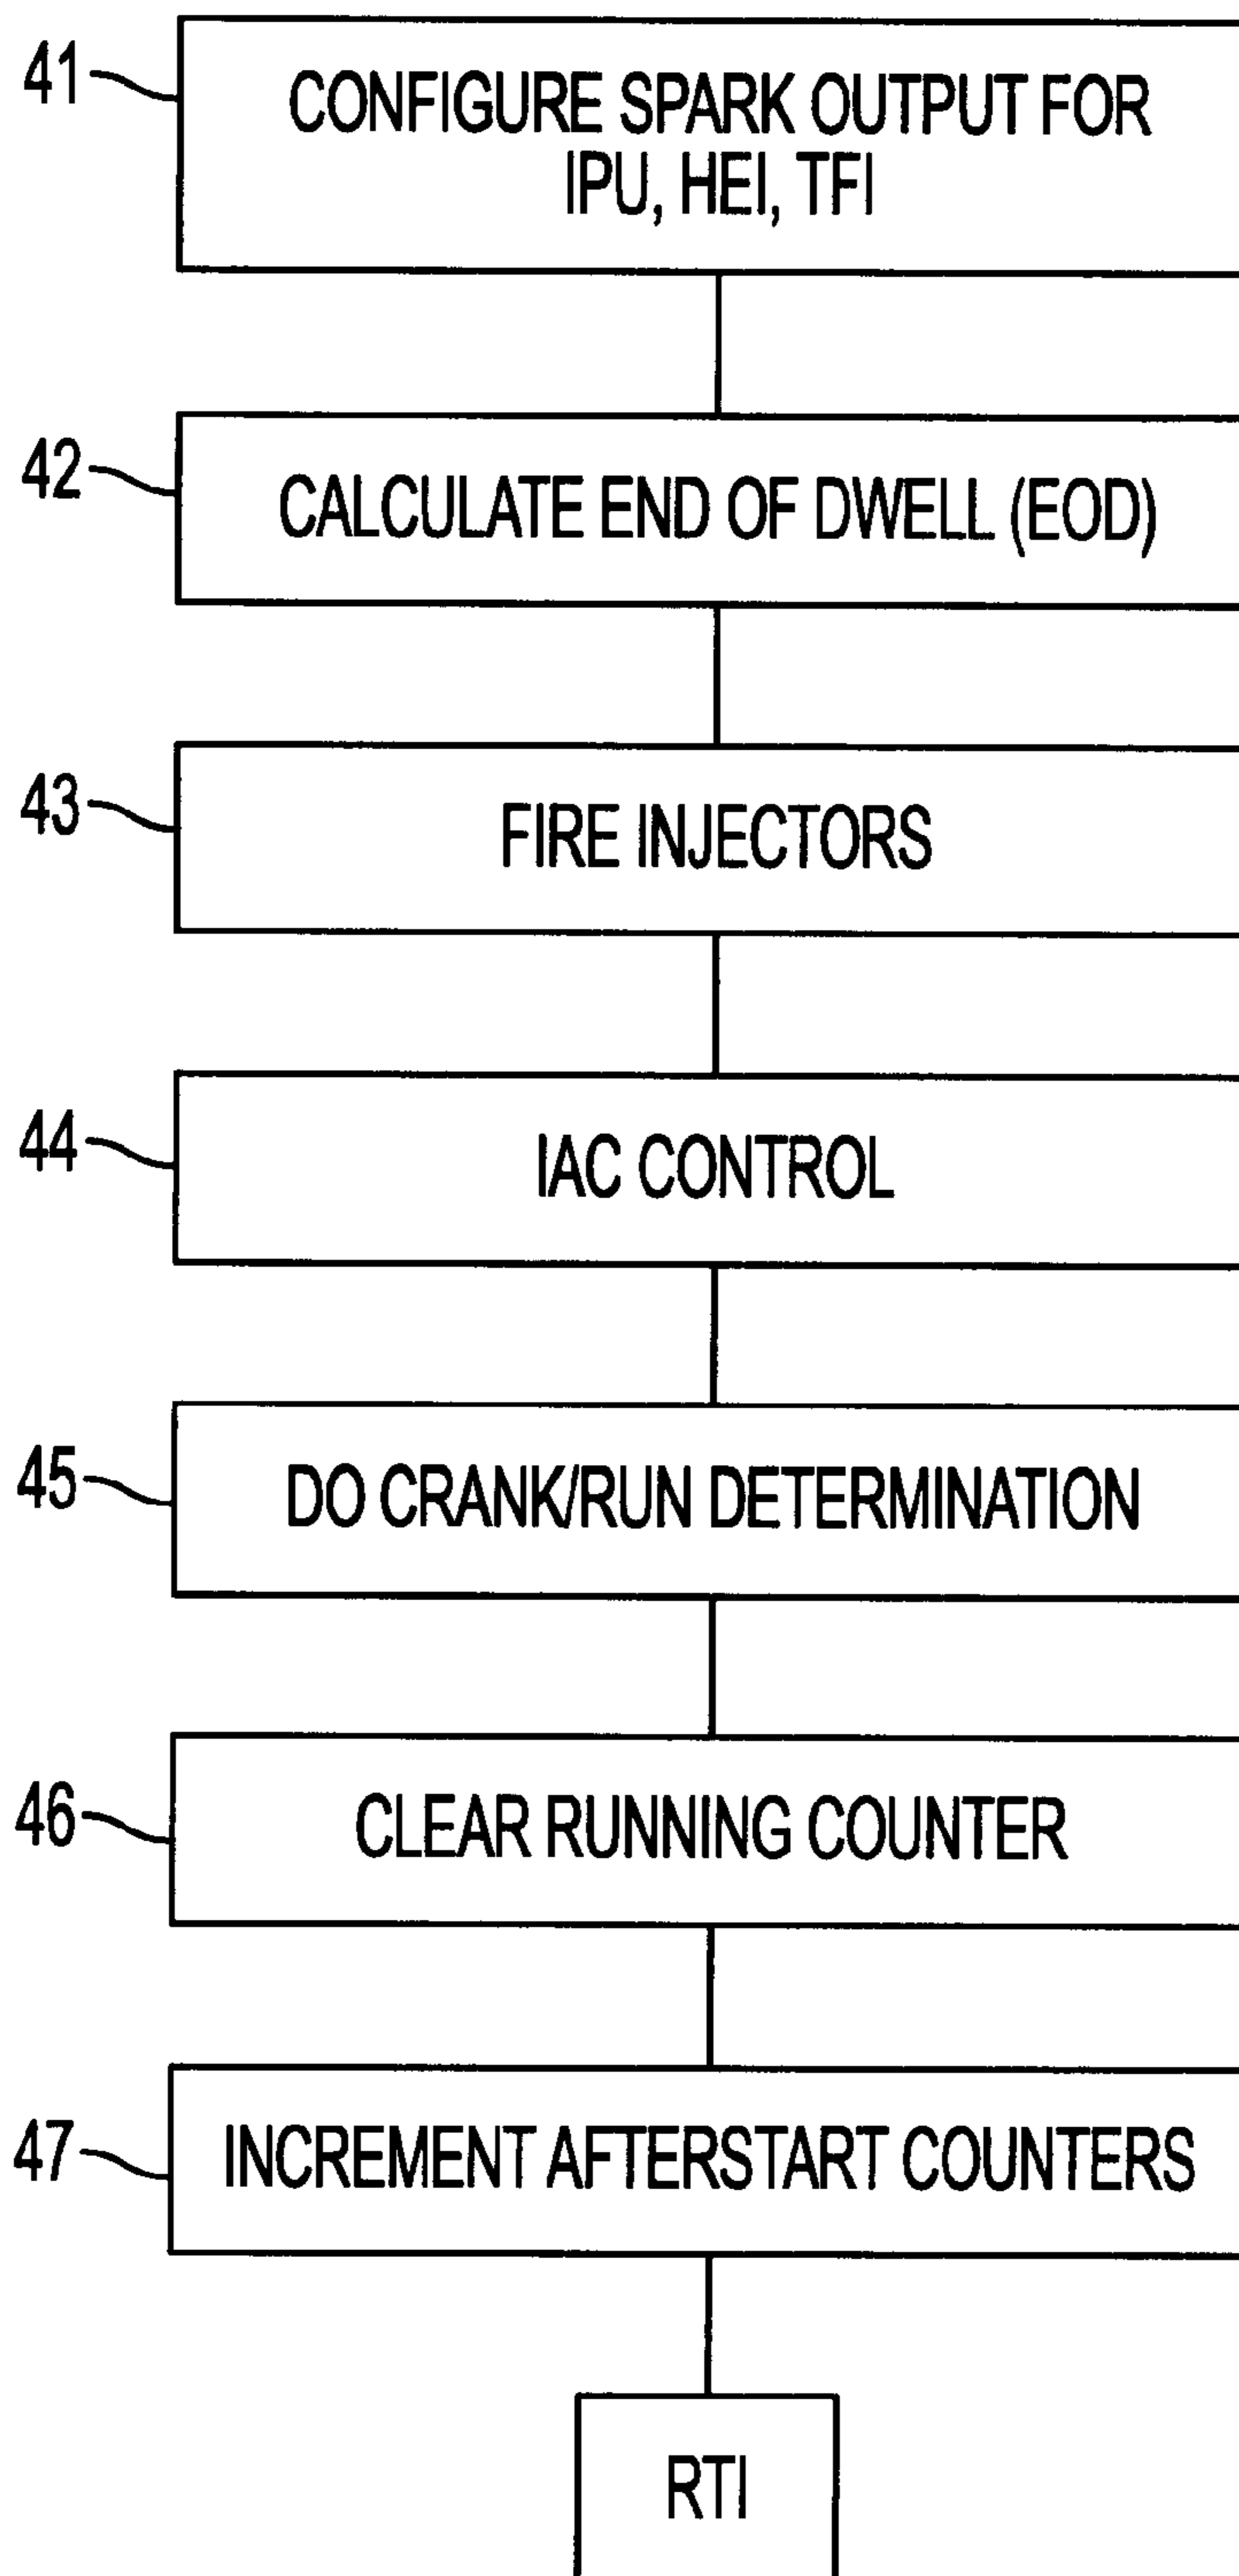 41
CONFIGURE SPARK OUTPUT FOR
IPU, HEI, TFI
42
CALCULATE END OF DWELL (EOD)
43
FIRE INJECTORS
44
IAC CONTROL
45
DO CRANK/RUN DETERMINATION
46
CLEAR RUNNING COUNTER
47
INCREMENT AFTERSTART COUNTERS
RTI